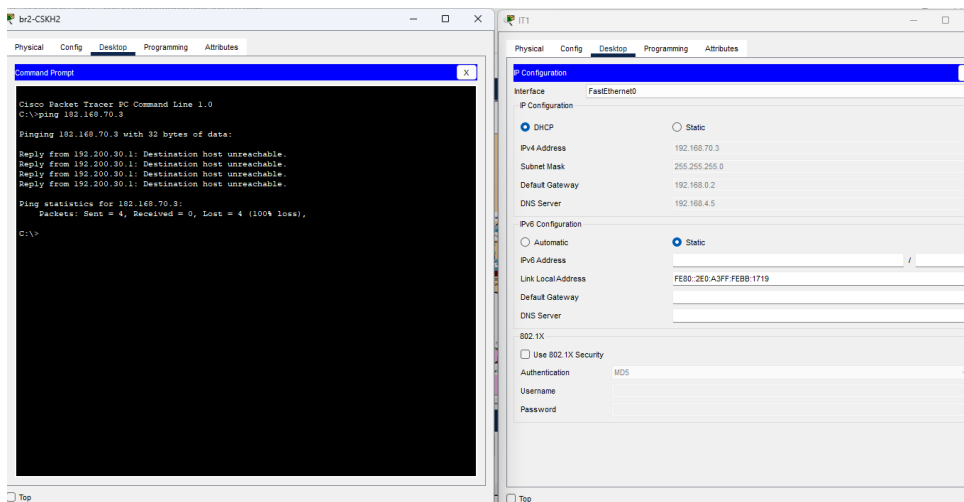 br2-CSKH2
Physical Config Desktop Programming Attributes
Command Prompt
X
Cisco Packet Tracer PC Command Line 1.0
C:\>ping 182.168.70.3
Pinging 182.168.70.3 with 32 bytes of data:
Reply from 192.200.30.1: Destination host unreachable.
Reply from 192.200.30.1: Destination host unreachable.
Reply from 192.200.30.1: Destination host unreachable.
Reply from 192.200.30.1: Destination host unreachable.
Ping statistics for 182.168.70.3:
Packets: Sent = 4, Received = 0, Lost = 4 (100% loss),
C:\>
Top
IT1
Physical Config Desktop Programming Attributes
IP Configuration
Interface FastEthernet0
IP Configuration
DHCP Static
IPv4 Address 192.168.70.3
Subnet Mask 255.255.255.0
Default Gateway 192.168.0.2
DNS Server 192.168.4.5
IPv6 Configuration
Automatic Static
IPv6 Address /
Link Local Address FE80::2E0:A3FF:FEBB:1719
Default Gateway
DNS Server
802.1X
Use 802.1X Security
Authentication MD5
Username
Password
Top